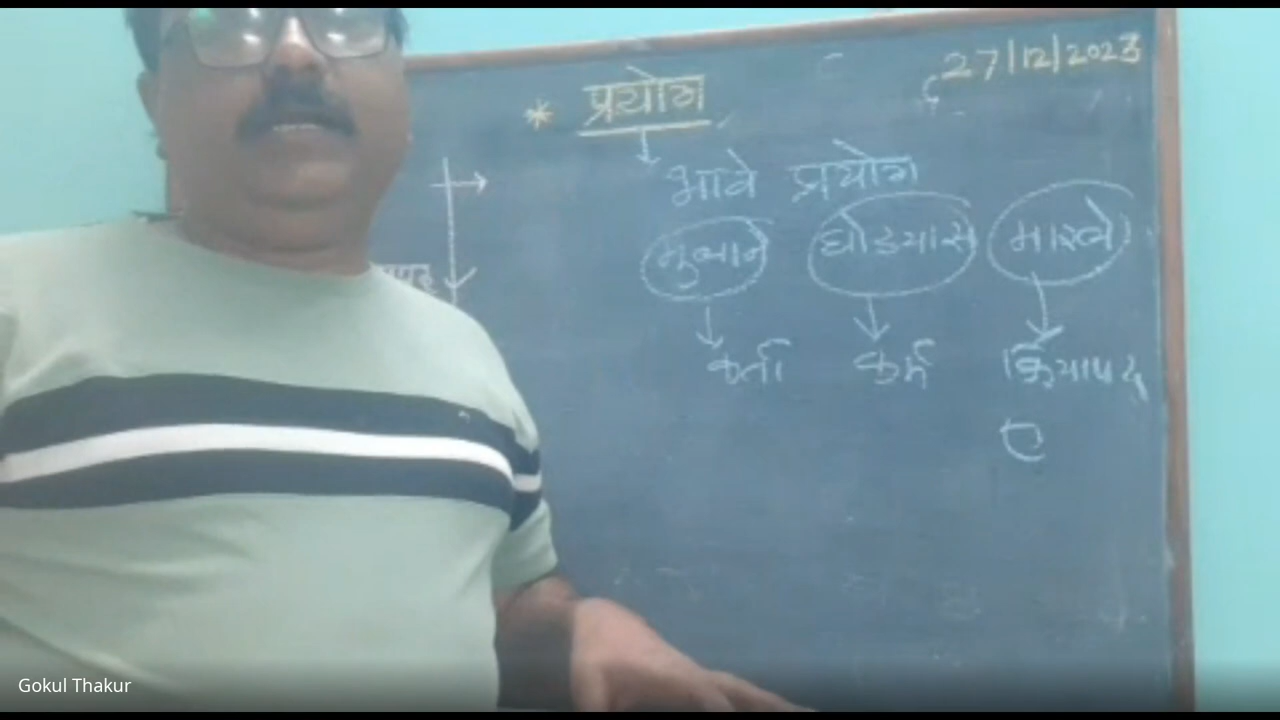 27/12/2023
* प्रयोग
भावे प्रयोग
मुलाने घोड्यास मारले
कर्ता कर्म क्रियापद
ए
Gokul Thakur